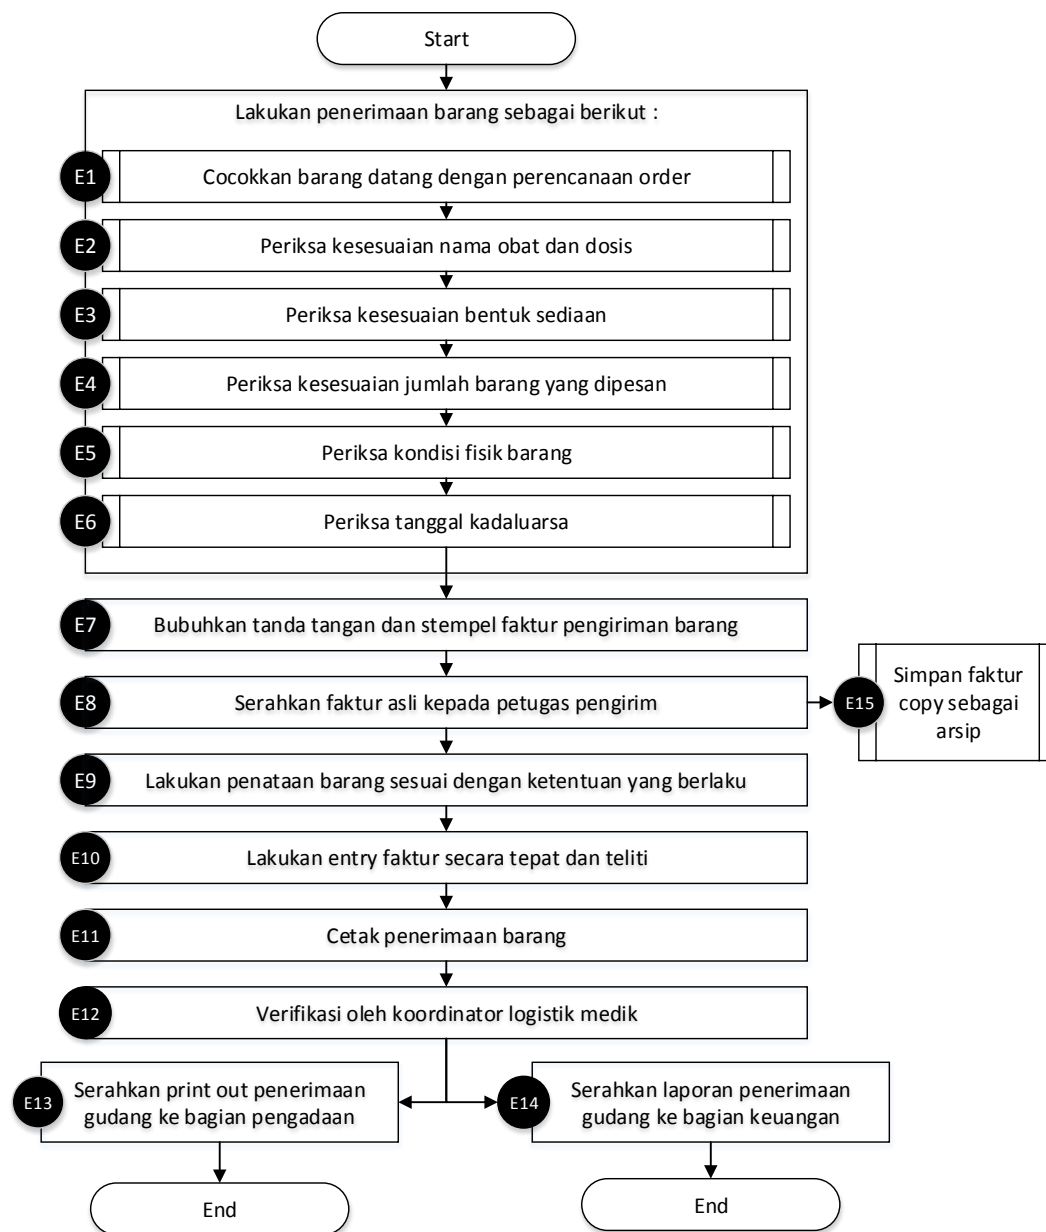 Start
Lakukan penerimaan barang sebagai berikut :
E1
Cocokkan barang datang dengan perencanaan order
E2
Periksa kesesuaian nama obat dan dosis
E3
Periksa kesesuaian bentuk sediaan
E4
Periksa kesesuaian jumlah barang yang dipesan
E5
Periksa kondisi fisik barang
E6
Periksa tanggal kadaluarsa
E7
Bubuhkan tanda tangan dan stempel faktur pengiriman barang
E8
Serahkan faktur asli kepada petugas pengirim
E15
Simpan faktur
copy sebagai
arsip
E9
Lakukan penataan barang sesuai dengan ketentuan yang berlaku
E10
Lakukan entry faktur secara tepat dan teliti
E11
Cetak penerimaan barang
E12
Verifikasi oleh koordinator logistik medik
E13
Serahkan print out penerimaan
gudang ke bagian pengadaan
E14
Serahkan laporan penerimaan
gudang ke bagian keuangan
End
End